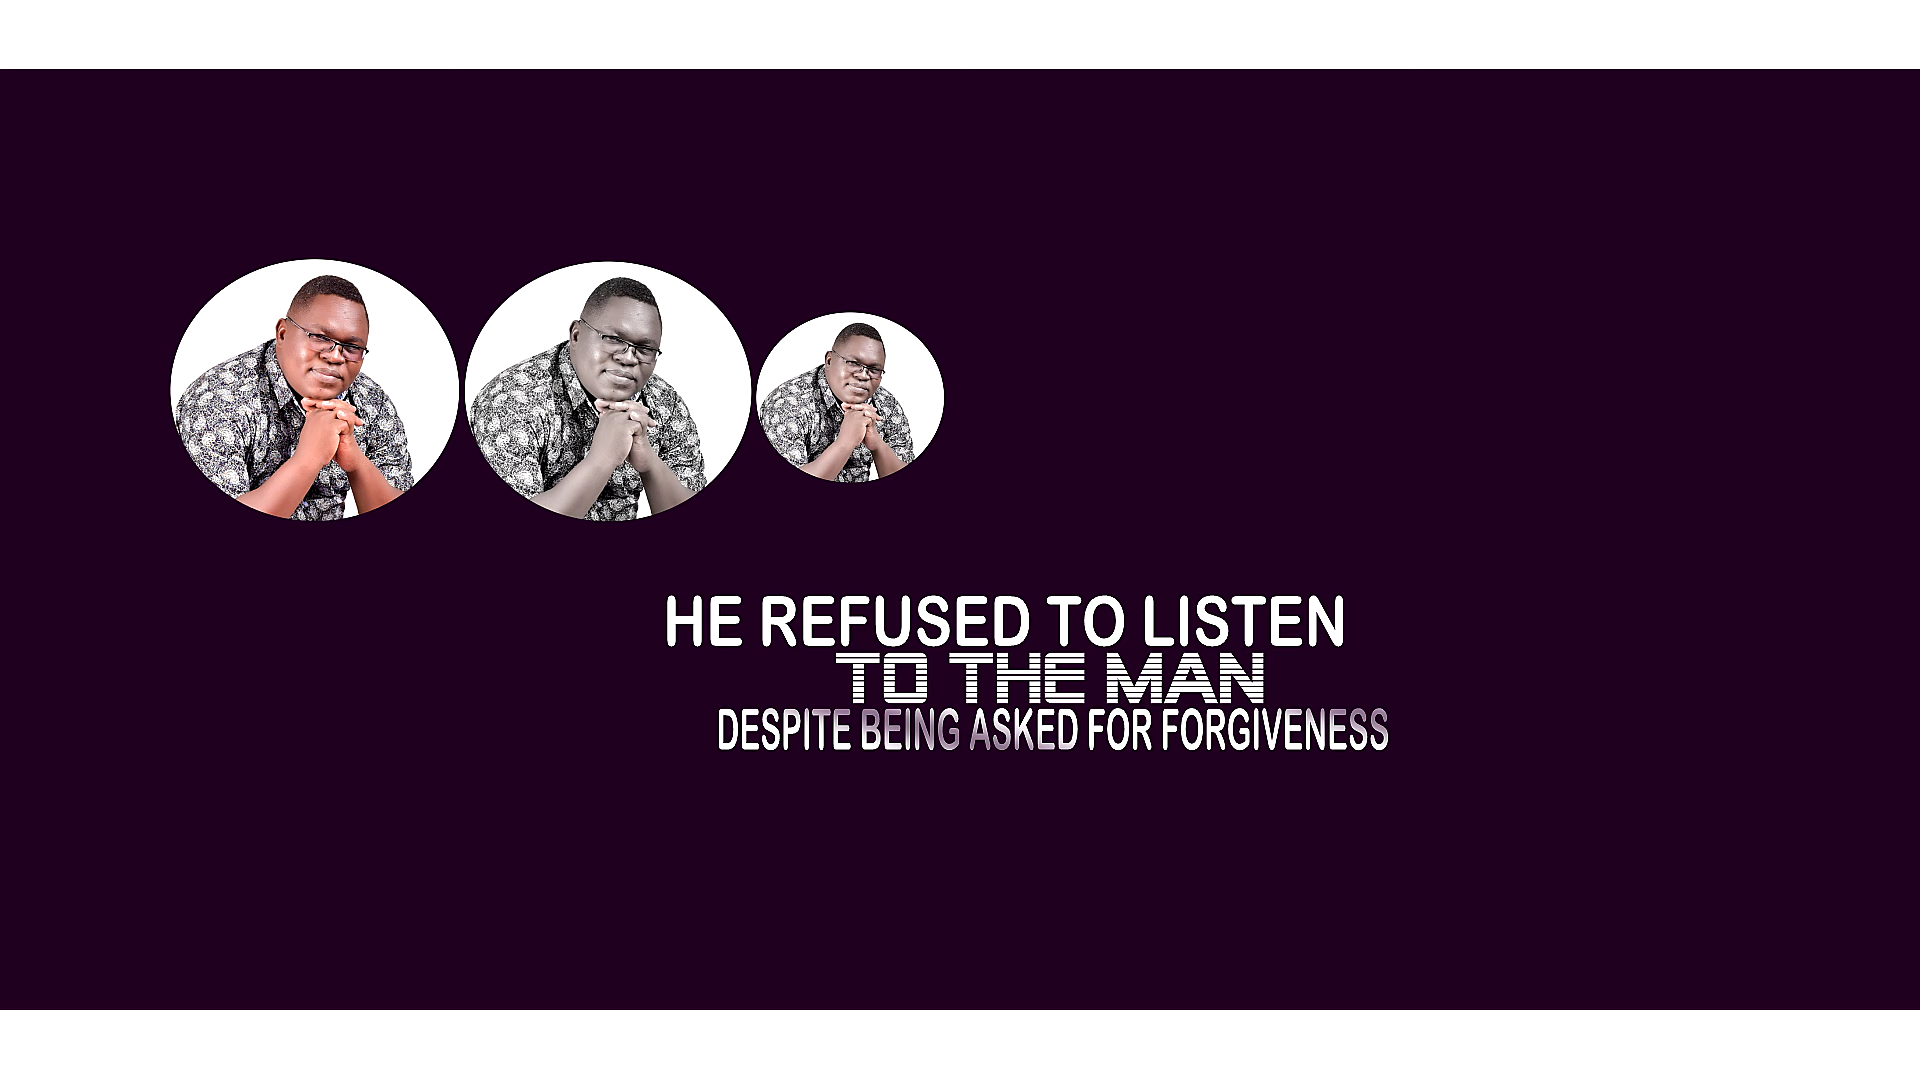 HE REFUSED TO LISTEN
TO THE MAN
DESPITE BEING ASKED FOR FORGIVENESS